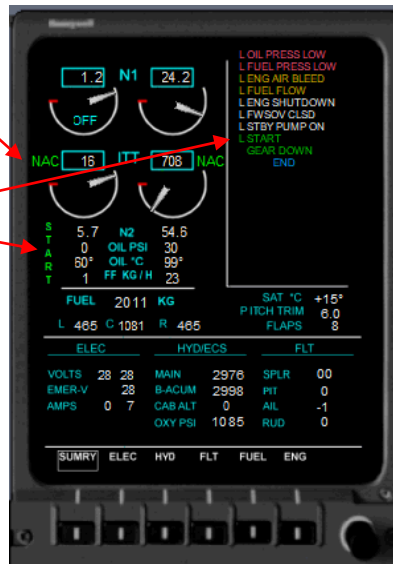 Honeywell
1.2 N1 24.2
OFF
NAC 16 ITT 708 NAC
START
5.7 N2 54.6
0 OIL PSI 30
60° OIL °C 99°
1 FF KG/H 23
L OIL PRESS LOW
L FUEL PRESS LOW
L ENG AIR BLEED
L FUEL FLOW
L ENG SHUTDOWN
L FWSOV CLSD
L STBY PUMP ON
L START
GEAR DOWN
END
FUEL 2011 KG
L 465 C 1081 R 465
SAT °C +15°
PITCH TRIM 6.0
FLAPS 8
ELEC HYD/ECS FLT
VOLTS 28 28 MAIN 2976 SPLR 00
EMER-V 28 B-ACUM 2998 PIT 0
AMPS 0 7 CAB ALT 0 AIL -1
OXY PSI 1085 RUD 0
SUMRY ELEC HYD FLT FUEL ENG